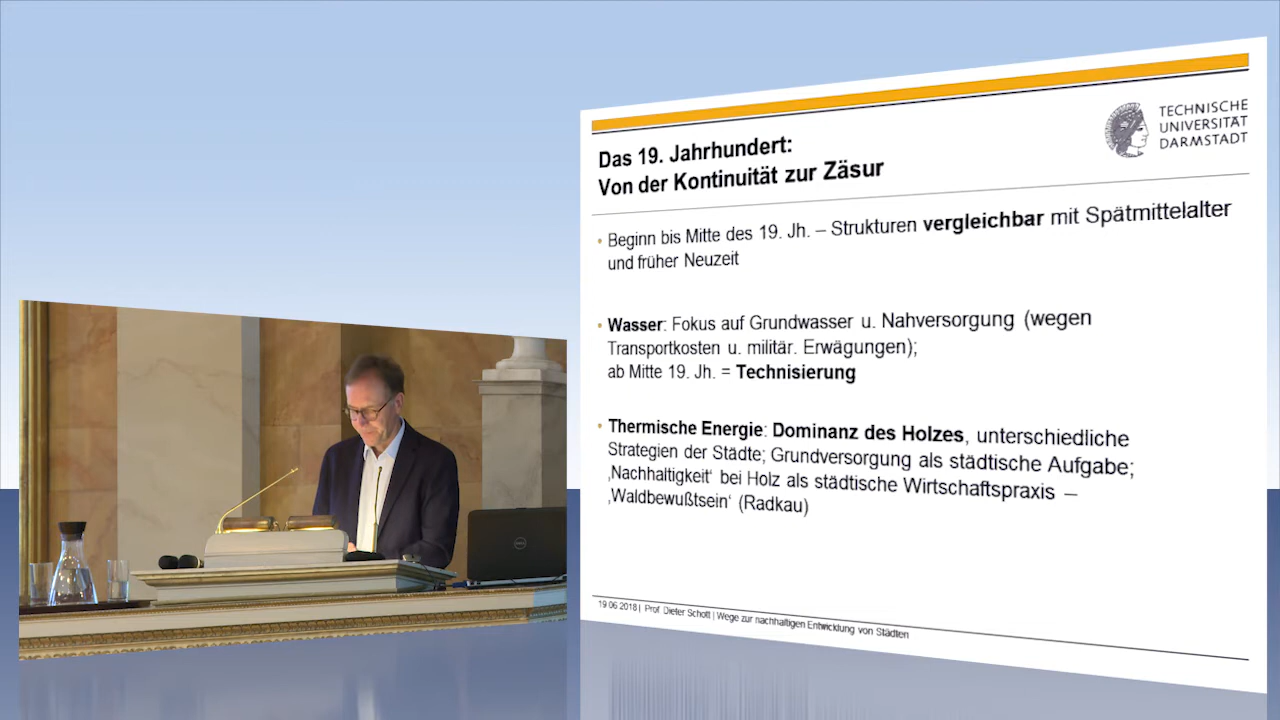 TECHNISCHE
UNIVERSITÄT
DARMSTADT
Das 19. Jahrhundert:
Von der Kontinuität zur Zäsur
• Beginn bis Mitte des 19. Jh. – Strukturen vergleichbar mit Spätmittelalter
und früher Neuzeit
• Wasser: Fokus auf Grundwasser u. Nahversorgung (wegen
Transportkosten u. militär. Erwägungen);
ab Mitte 19. Jh. = Technisierung
• Thermische Energie: Dominanz des Holzes, unterschiedliche
Strategien der Städte; Grundversorgung als städtische Aufgabe;
‚Nachhaltigkeit‘ bei Holz als städtische Wirtschaftspraxis –
‚Waldbewußtsein‘ (Radkau)
19.06.2018 | Prof. Dieter Schott | Wege zur nachhaltigen Entwicklung von Städten
DELL